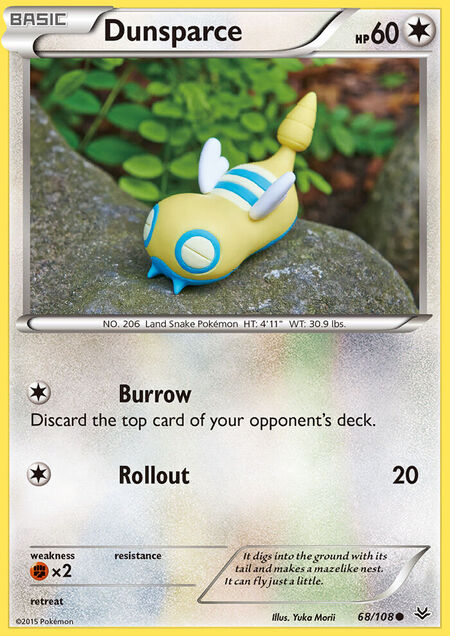 BASIC Dunsparce HP60
NO. 206 Land Snake Pokémon HT: 4'11" WT: 30.9 lbs.
Burrow
Discard the top card of your opponent's deck.
Rollout 20
weakness resistance
×2
retreat
It digs into the ground with its
tail and makes a mazelike nest.
It can fly just a little.
©2015 Pokémon Illus. Yuka Morii 68/108